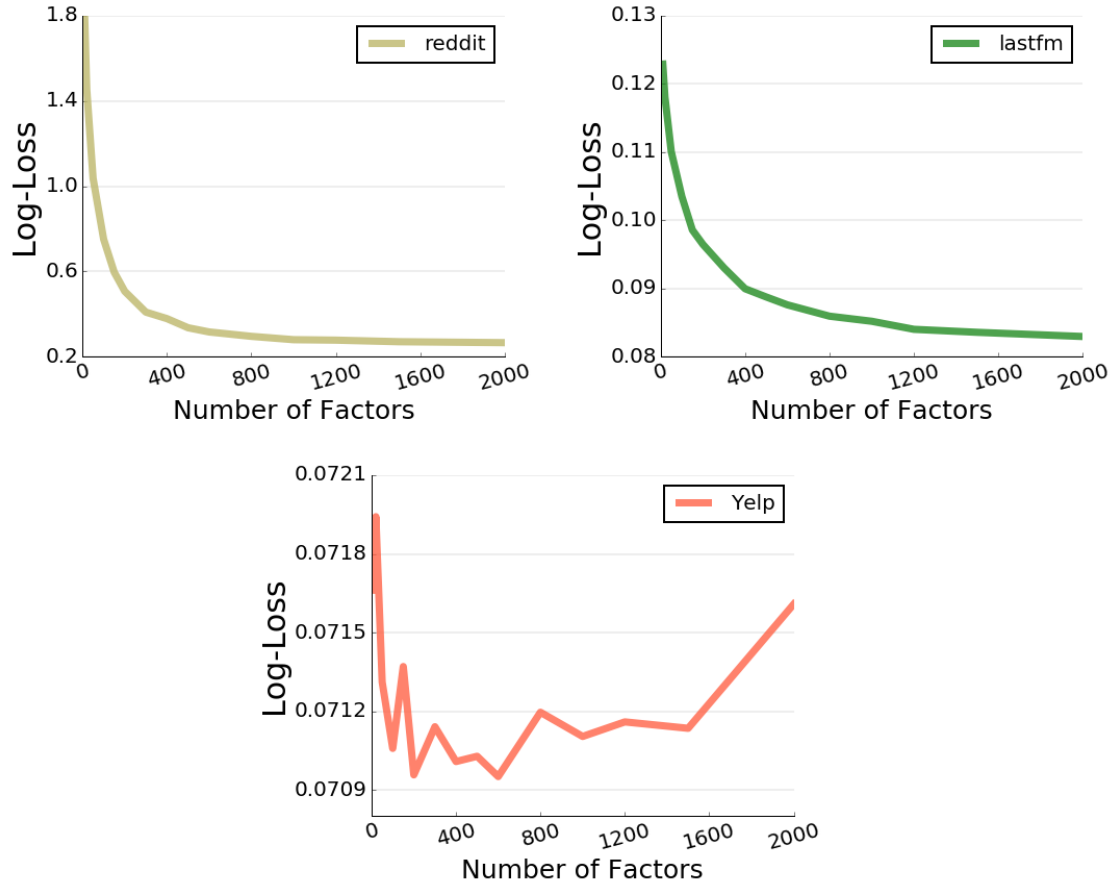 1.8
1.4
1.0
0.6
0.2
Log-Loss
reddit
0 400 800 1200 1600 2000
Number of Factors
0.13
0.12
0.11
0.10
0.09
0.08
Log-Loss
lastfm
0 400 800 1200 1600 2000
Number of Factors
0.0721
0.0718
0.0715
0.0712
0.0709
Log-Loss
Yelp
0 400 800 1200 1600 2000
Number of Factors